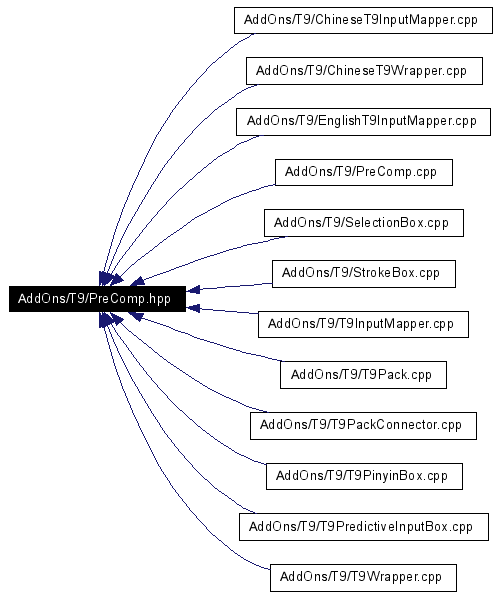 AddOns/T9/ChineseT9InputMapper.cpp
AddOns/T9/ChineseT9Wrapper.cpp
AddOns/T9/EnglishT9InputMapper.cpp
AddOns/T9/PreComp.cpp
AddOns/T9/SelectionBox.cpp
AddOns/T9/StrokeBox.cpp
AddOns/T9/PreComp.hpp
AddOns/T9/T9InputMapper.cpp
AddOns/T9/T9Pack.cpp
AddOns/T9/T9PackConnector.cpp
AddOns/T9/T9PinyinBox.cpp
AddOns/T9/T9PredictiveInputBox.cpp
AddOns/T9/T9Wrapper.cpp